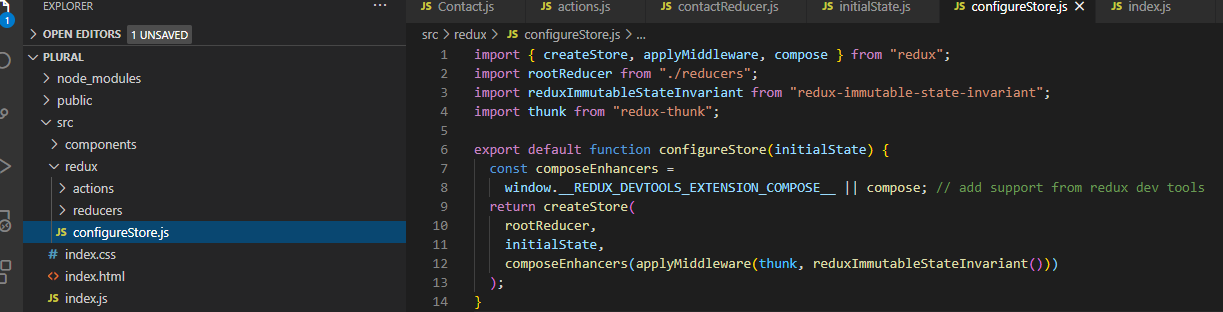 EXPLORER
...
OPEN EDITORS 1 UNSAVED
PLURAL
node_modules
public
src
components
redux
actions
reducers
JS configureStore.js
# index.css
<> index.html
JS index.js
1
JS Contact.js
JS actions.js
JS contactReducer.js
JS initialState.js
JS configureStore.js
JS index.js
src > redux > JS configureStore.js > ...
1 import { createStore, applyMiddleware, compose } from "redux";
2 import rootReducer from "./reducers";
3 import reduxImmutableStateInvariant from "redux-immutable-state-invariant";
4 import thunk from "redux-thunk";
5
6 export default function configureStore(initialState) {
7 const composeEnhancers =
8 window.__REDUX_DEVTOOLS_EXTENSION_COMPOSE__ || compose; // add support from redux dev tools
9 return createStore(
10 rootReducer,
11 initialState,
12 composeEnhancers(applyMiddleware(thunk, reduxImmutableStateInvariant()))
13 );
14 }